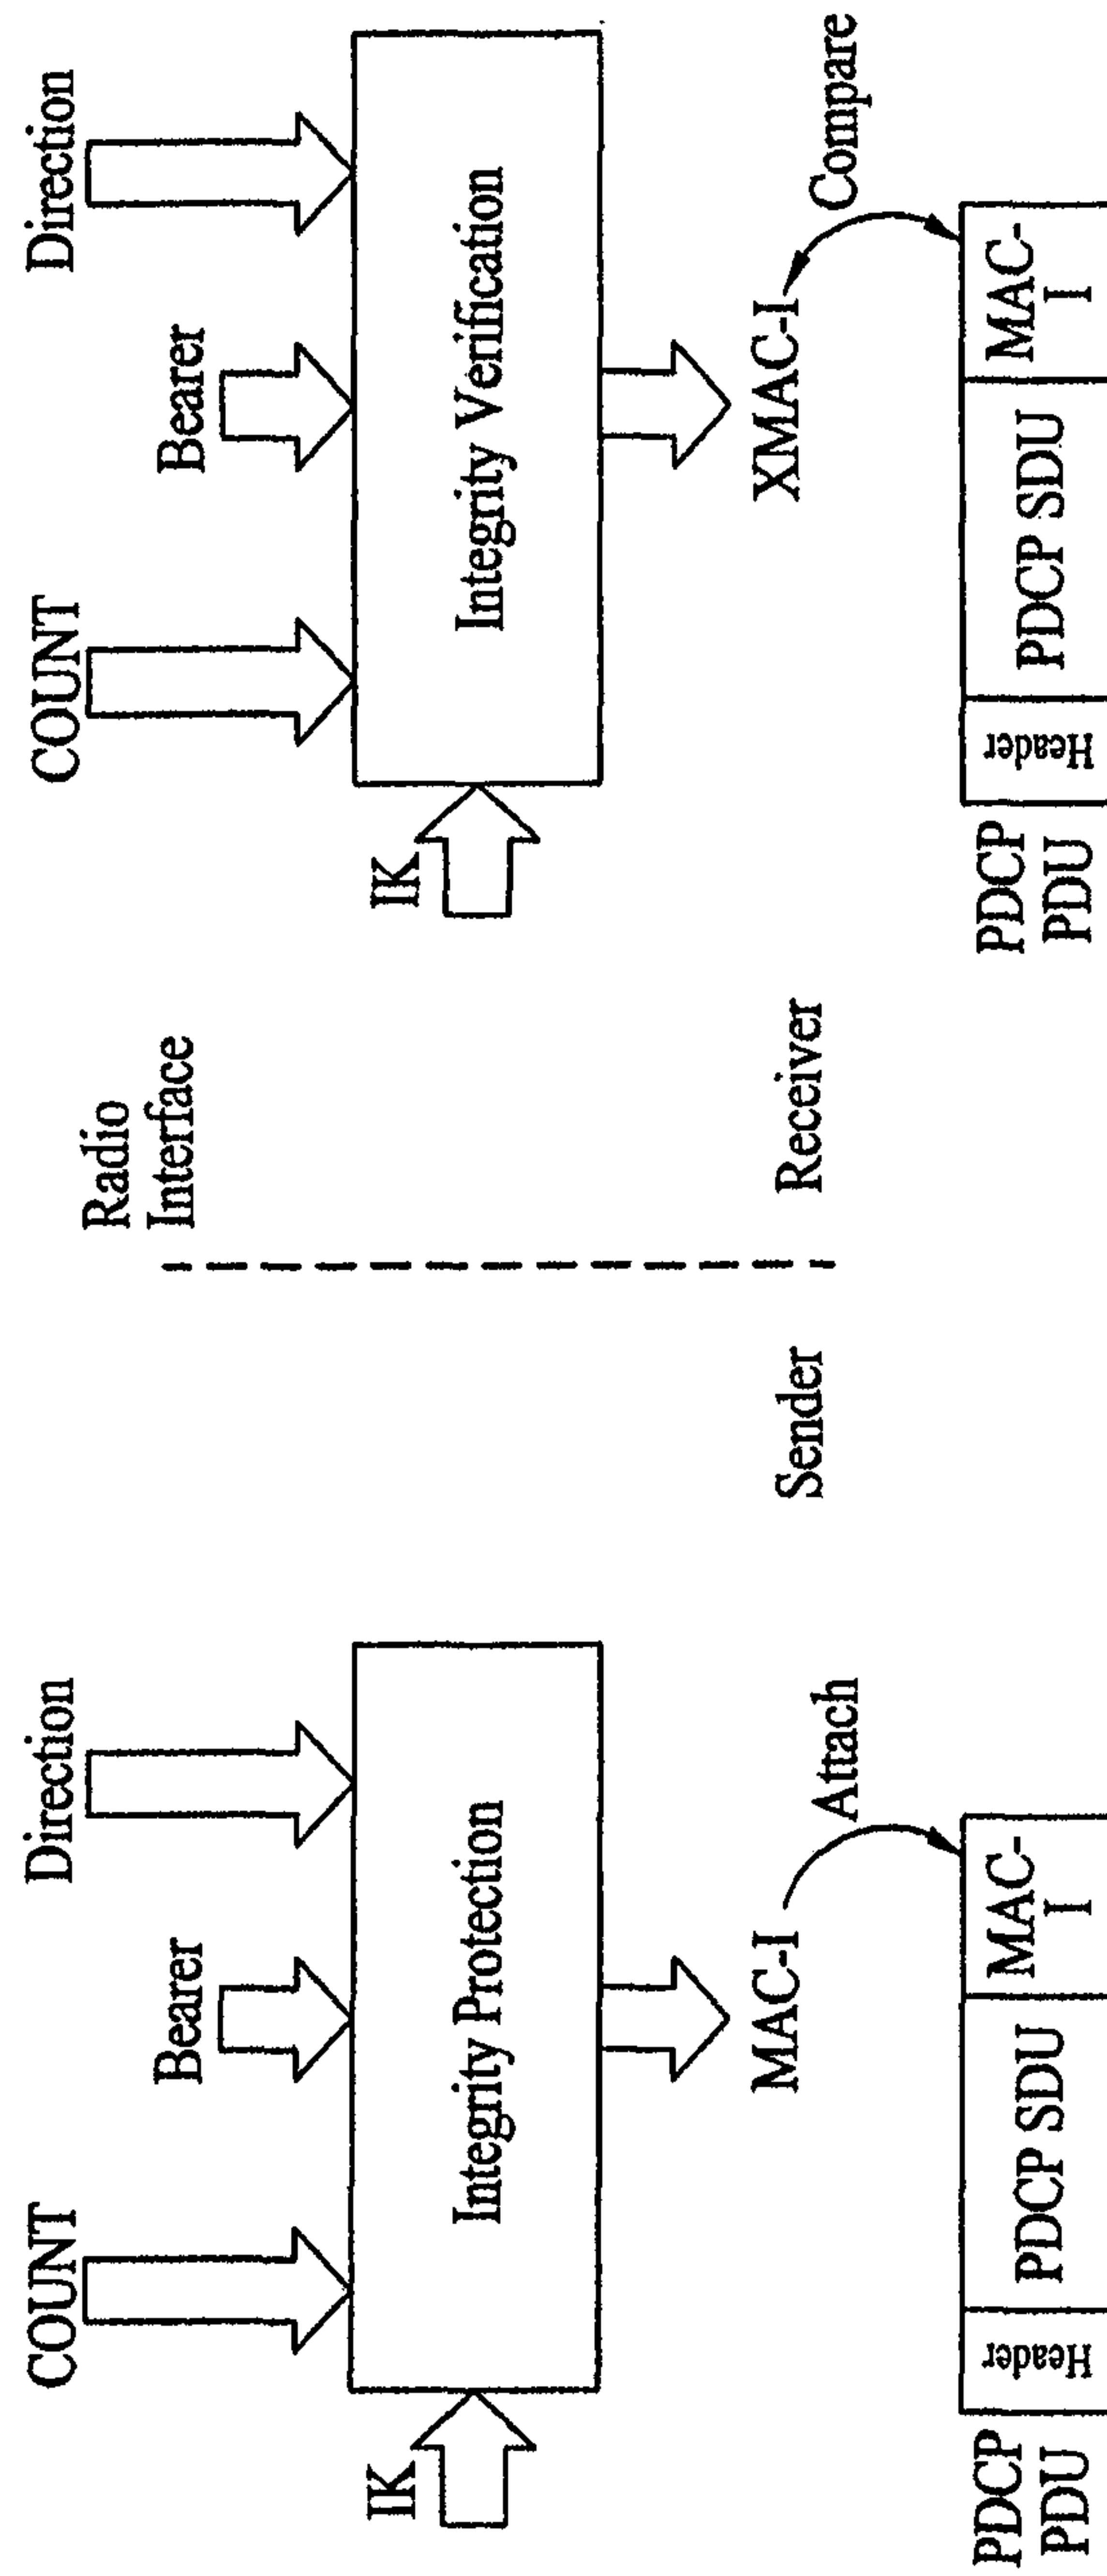 COUNT
Bearer
Direction
IK
Integrity Protection
MAC-I
Attach
PDCP
PDU
Header
PDCP SDU
MAC-
I
Sender
Radio
Interface
Receiver
COUNT
Bearer
Direction
IK
Integrity Verification
XMAC-I
Compare
PDCP
PDU
Header
PDCP SDU
MAC-
I